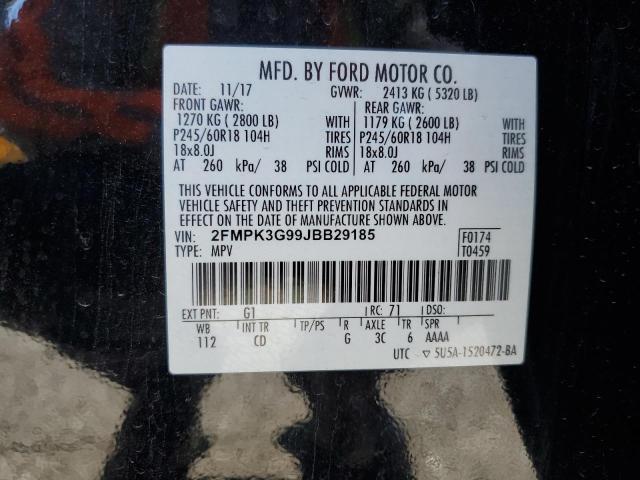 MFD. BY FORD MOTOR CO.
DATE: 11/17 GVWR: 2413 KG ( 5320 LB)
FRONT GAWR: REAR GAWR:
1270 KG ( 2800 LB) WITH 1179 KG ( 2600 LB) WITH
P245/60R18 104H TIRES P245/60R18 104H TIRES
18x8.0J RIMS 18x8.0J RIMS
AT 260 kPa/ 38 PSI COLD AT 260 kPa/ 38 PSI COLD
THIS VEHICLE CONFORMS TO ALL APPLICABLE FEDERAL MOTOR
VEHICLE SAFETY AND THEFT PREVENTION STANDARDS IN
EFFECT ON THE DATE OF MANUFACTURE SHOWN ABOVE.
VIN: 2FMPK3G99JBB29185 F0174
TYPE: MPV T0459
EXT PNT: G1 RC: 71 DSO:
WB INT TR TP/PS R AXLE TR SPR
112 CD G 3C 6 AAAA
UTC ▽ 5U5A-1520472-BA